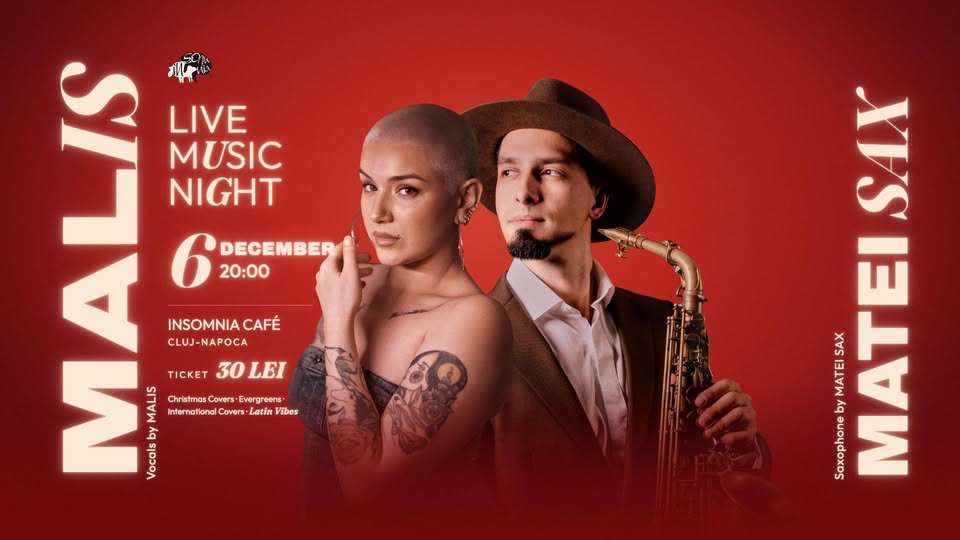 MALIS
Vocals by MALIS
inSOMnia
LIVE
MUSIC
NIGHT
6 DECEMBER
20:00
INSOMNIA CAFÉ
CLUJ-NAPOCA
TICKET 30 LEI
Christmas Covers · Evergreens ·
International Covers · Latin Vibes
Saxophone by MATEI SAX
MATEI SAX